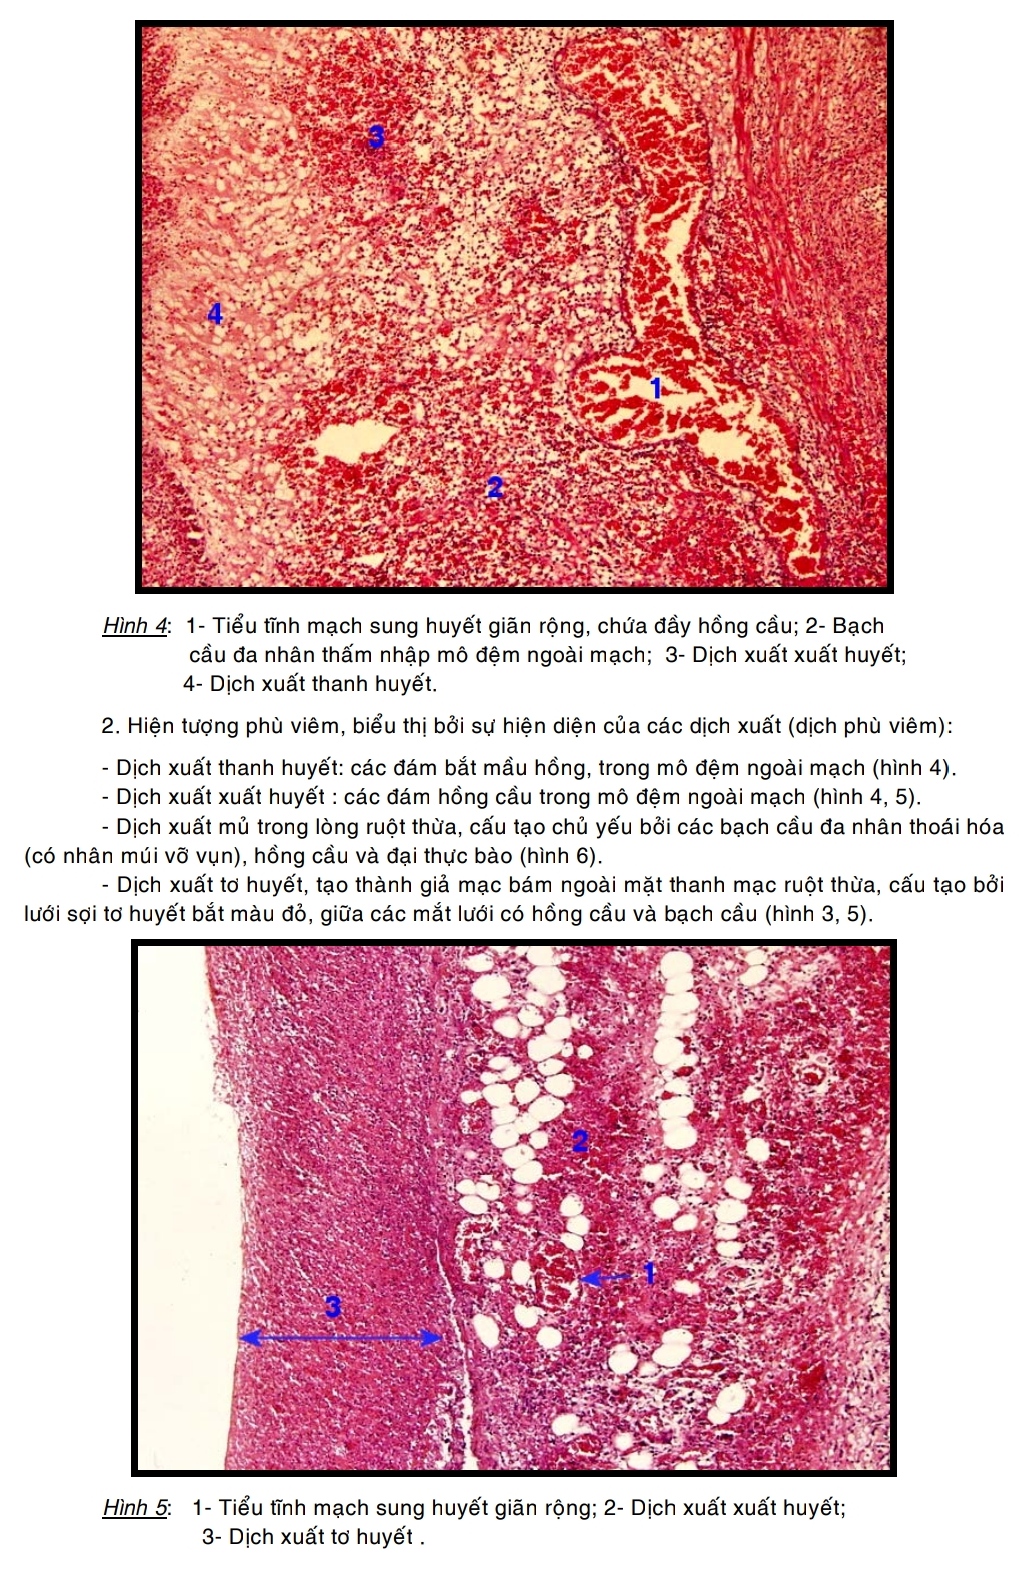 3
4
1
2
Hình 4:  1- Tiểu tĩnh mạch sung huyết giãn rộng, chứa đầy hồng cầu; 2- Bạch
cầu đa nhân thấm nhập mô đệm ngoài mạch;  3- Dịch xuất xuất huyết;
4- Dịch xuất thanh huyết.
2. Hiện tượng phù viêm, biểu thị bởi sự hiện diện của các dịch xuất (dịch phù viêm):
- Dịch xuất thanh huyết: các đám bắt mầu hồng, trong mô đệm ngoài mạch (hình 4).
- Dịch xuất xuất huyết : các đám hồng cầu trong mô đệm ngoài mạch (hình 4, 5).
- Dịch xuất mủ trong lòng ruột thừa, cấu tạo chủ yếu bởi các bạch cầu đa nhân thoái hóa
(có nhân múi vỡ vụn), hồng cầu và đại thực bào (hình 6).
- Dịch xuất tơ huyết, tạo thành giả mạc bám ngoài mặt thanh mạc ruột thừa, cấu tạo bởi
lưới sợi tơ huyết bắt màu đỏ, giữa các mắt lưới có hồng cầu và bạch cầu (hình 3, 5).
2
1
3
Hình 5:   1- Tiểu tĩnh mạch sung huyết giãn rộng; 2- Dịch xuất xuất huyết;
3- Dịch xuất tơ huyết .